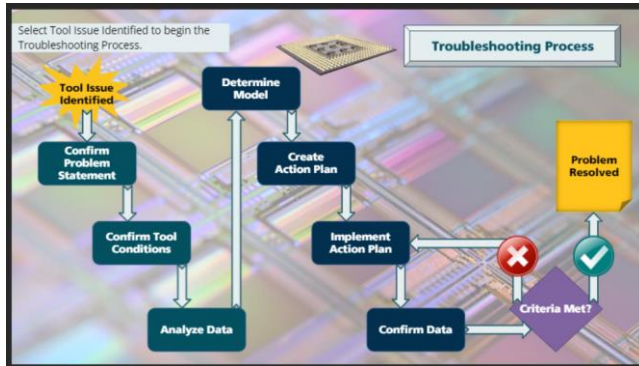 Select Tool Issue Identified to begin the
Troubleshooting Process.
Troubleshooting Process
Tool Issue
Identified
Confirm
Problem
Statement
Confirm Tool
Conditions
Analyze Data
Determine
Model
Create
Action Plan
Implement
Action Plan
Confirm Data
Criteria Met?
Problem
Resolved